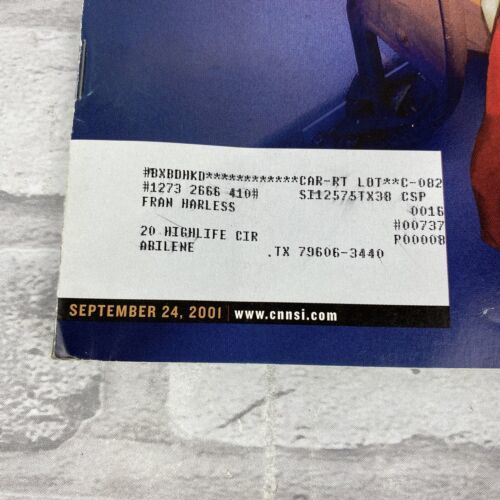 #BXBDHKD************CAR-RT LOT**C-082
#1273 2666 410# SI12575TX38 CSP
FRAN HARLESS 0016
#00737
20 HIGHLIFE CIR P00008
ABILENE .TX 79606-3440
SEPTEMBER 24, 2001 | www.cnnsi.com